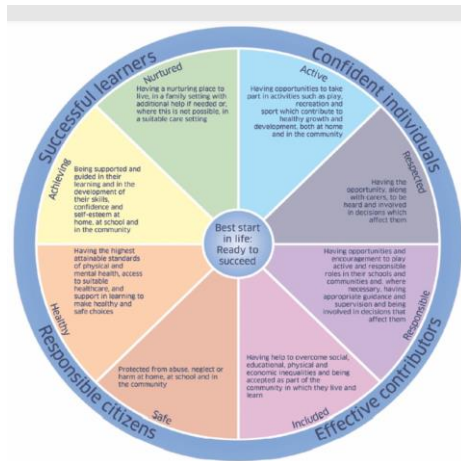 Successful learners
Confident individuals
Nurtured
Having a nurturing place to
live, in a family setting with
additional help if needed or,
where this is not possible, in
a suitable care setting
Active
Having opportunities to take
part in activities such as play,
recreation and
sport which contribute to
healthy growth and
development, both at home
and in the community
Achieving
Being supported and
guided in their
learning and in the
development of
their skills,
confidence and
self-esteem at
home, at school and
in the community
Respected
Having the
opportunity, along
with carers, to be
heard and involved
in decisions which
affect them
Best start
in life:
Ready to
succeed
Healthy
Having the highest
attainable standards
of physical and
mental health, access
to suitable
healthcare, and
support in learning to
make healthy and
safe choices
Responsible
Having opportunities and
encouragement to play
active and responsible
roles in their schools and
communities and, where
necessary, having
appropriate guidance and
supervision and being
involved in decisions that
affect them
Safe
Protected from abuse, neglect or
harm at home, at school and in
the community
Included
Having help to overcome social,
educational, physical and
economic inequalities and being
accepted as part of the
community in which they live and
learn
Responsible citizens
Effective contributors